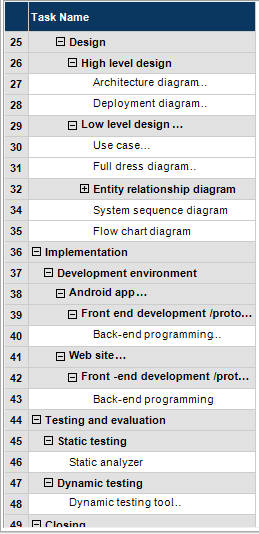 Task Name
25 Design
26 High level design
27 Architecture diagram..
28 Deployment diagram..
29 Low level design ...
30 Use case...
31 Full dress diagram..
32 Entity relationship diagram
34 System sequence diagram
35 Flow chart diagram
36 Implementation
37 Development environment
38 Android app ...
39 Front end development /proto...
40 Back-end programming..
41 Web site...
42 Front -end development /prot...
43 Back-end programming
44 Testing and evaluation
45 Static testing
46 Static analyzer
47 Dynamic testing
48 Dynamic testing tool..
49 Closing